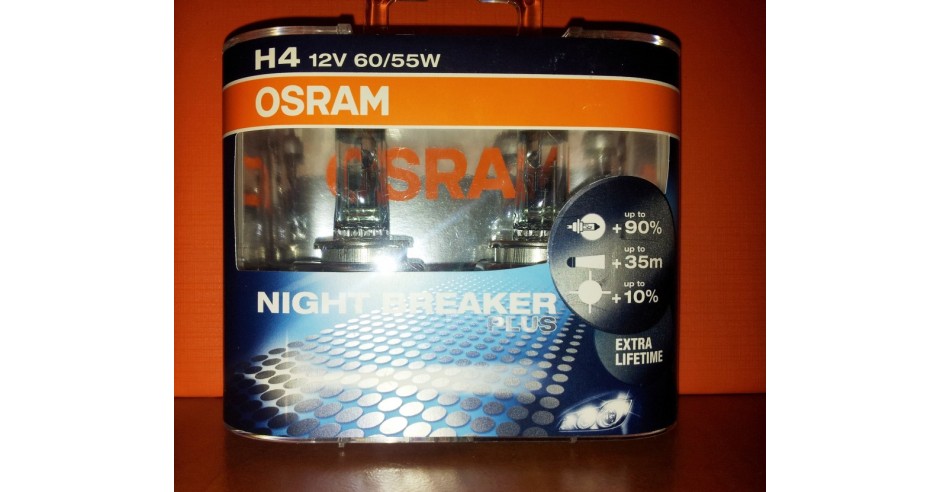 H4 12V 60/55W
OSRAM
OSRAM
up to
+90%
up to
+35m
up to
+10%
NIGHT BREAKER
PLUS
EXTRA
LIFETIME